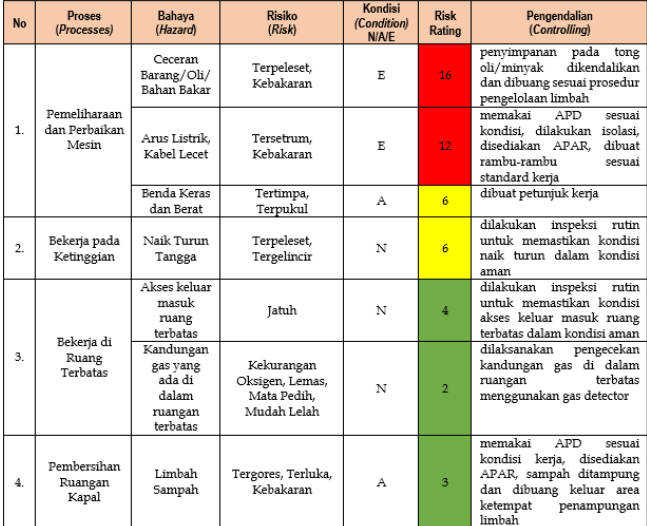 No
Proses
(Processes)
Bahaya
(Hazard)
Risiko
(Risk)
Kondisi
(Condition)
N/A/E
Risk
Rating
Pengendalian
(Controlling)
1.
Pemeliharaan
dan Perbaikan
Mesin
Ceceran
Barang/Oli/
Bahan Bakar
Terpeleset,
Kebakaran
E
16
penyimpanan pada tong
oli/minyak dikendalikan
dan dibuang sesuai prosedur
pengelolaan limbah
Arus Listrik,
Kabel Lecet
Tersetrum,
Kebakaran
E
12
memakai APD sesuai
kondisi, dilakukan isolasi,
disediakan APAR, dibuat
rambu-rambu sesuai
standard kerja
Benda Keras
dan Berat
Tertimpa,
Terpukul
A
6
dibuat petunjuk kerja
2.
Bekerja pada
Ketinggian
Naik Turun
Tangga
Terpeleset,
Tergelincir
N
6
dilakukan inspeksi rutin
untuk memastikan kondisi
naik turun dalam kondisi
aman
3.
Bekerja di
Ruang
Terbatas
Akses keluar
masuk
ruang
terbatas
Jatuh
N
4
dilakukan inspeksi rutin
untuk memastikan kondisi
akses keluar masuk ruang
terbatas dalam kondisi aman
Kandungan
gas yang
ada di
dalam
ruangan
terbatas
Kekurangan
Oksigen, Lemas,
Mata Pedih,
Mudah Lelah
N
2
dilaksanakan pengecekan
kandungan gas di dalam
ruangan terbatas
menggunakan gas detector
4.
Pembersihan
Ruangan
Kapal
Limbah
Sampah
Tergores, Terluka,
Kebakaran
A
3
memakai APD sesuai
kondisi kerja, disediakan
APAR, sampah ditampung
dan dibuang keluar area
ketempat penampungan
limbah